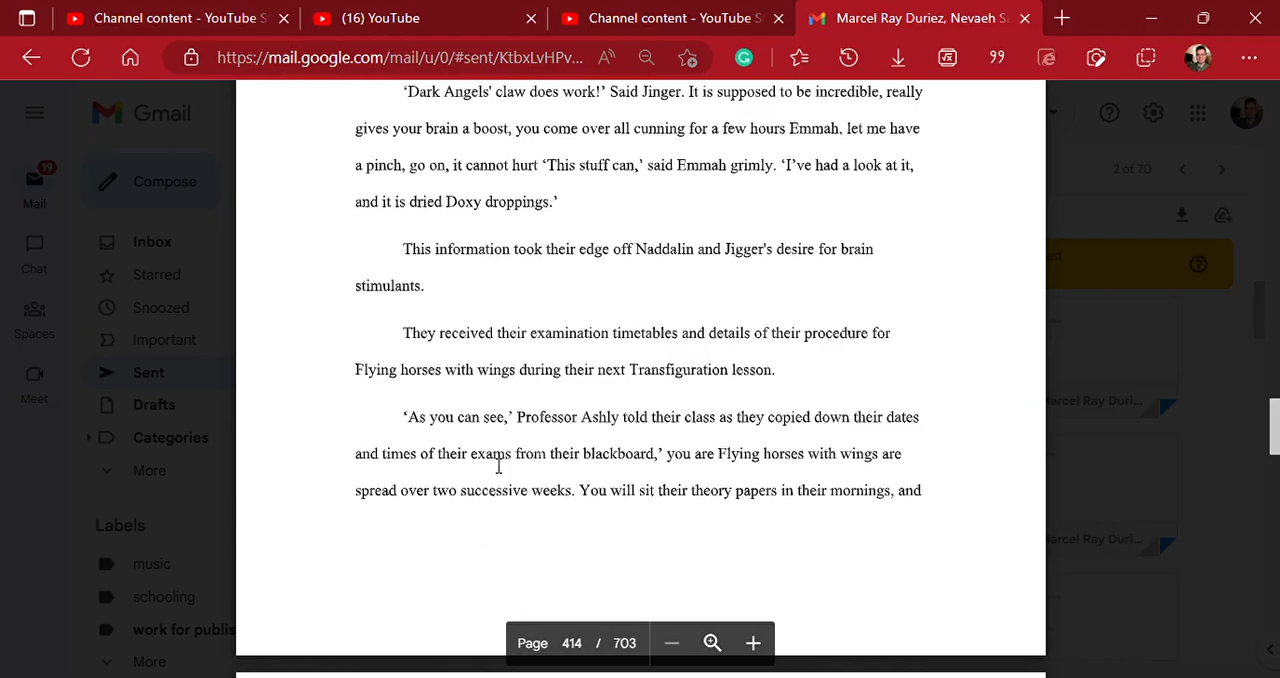 Channel content - YouTube S
(16) YouTube
Channel content - YouTube S
Marcel Ray Duriez, Nevaeh Sa
https://mail.google.com/mail/u/0/#sent/KtbxLvHPv...
Gmail
Compose
2 of 70
19
Mail
Chat
Spaces
Meet
Inbox
Starred
Snoozed
Important
Sent
Drafts
Categories
More
Labels
music
schooling
work for publis
More
‘Dark Angels' claw does work!’ Said Jinger. It is supposed to be incredible, really
gives your brain a boost, you come over all cunning for a few hours Emmah, let me have
a pinch, go on, it cannot hurt ‘This stuff can,’ said Emmah grimly. ‘I’ve had a look at it,
and it is dried Doxy droppings.’
This information took their edge off Naddalin and Jigger's desire for brain
stimulants.
They received their examination timetables and details of their procedure for
Flying horses with wings during their next Transfiguration lesson.
‘As you can see,’ Professor Ashly told their class as they copied down their dates
and times of their exams from their blackboard,’ you are Flying horses with wings are
spread over two successive weeks. You will sit their theory papers in their mornings, and
Page 414 / 703
arcel Ray Duri...
Marcel Ray Duri...